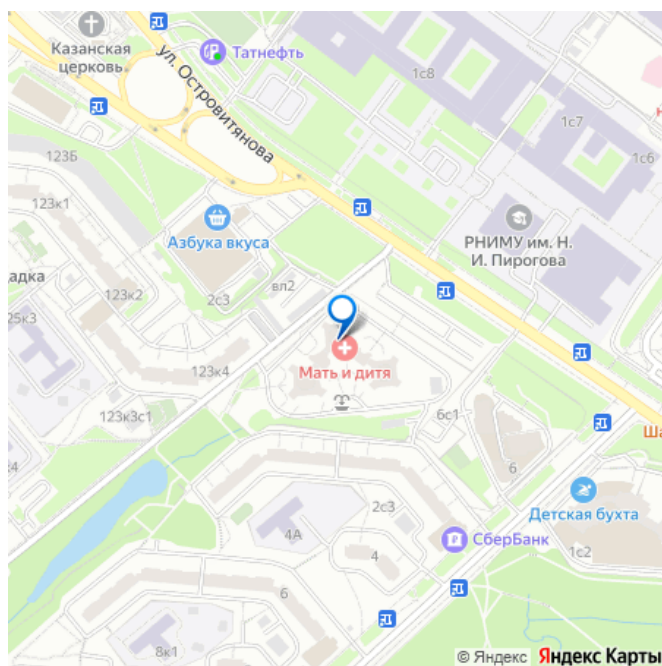 Казанская
церковь
Татнефть
ул. Островитянова
1с8
1с7
1с6
123Б
123к1
Азбука вкуса
РНИМУ им. Н.
И. Пирогова
адка
123к2
2с3
вл2
25к3
123к4
Мать и дитя
123к3с1
6с1
6
Ша
2с3
Детская бухта
4А
4
СберБанк
1с2
6
8к1
© Яндекс Яндекс Карты